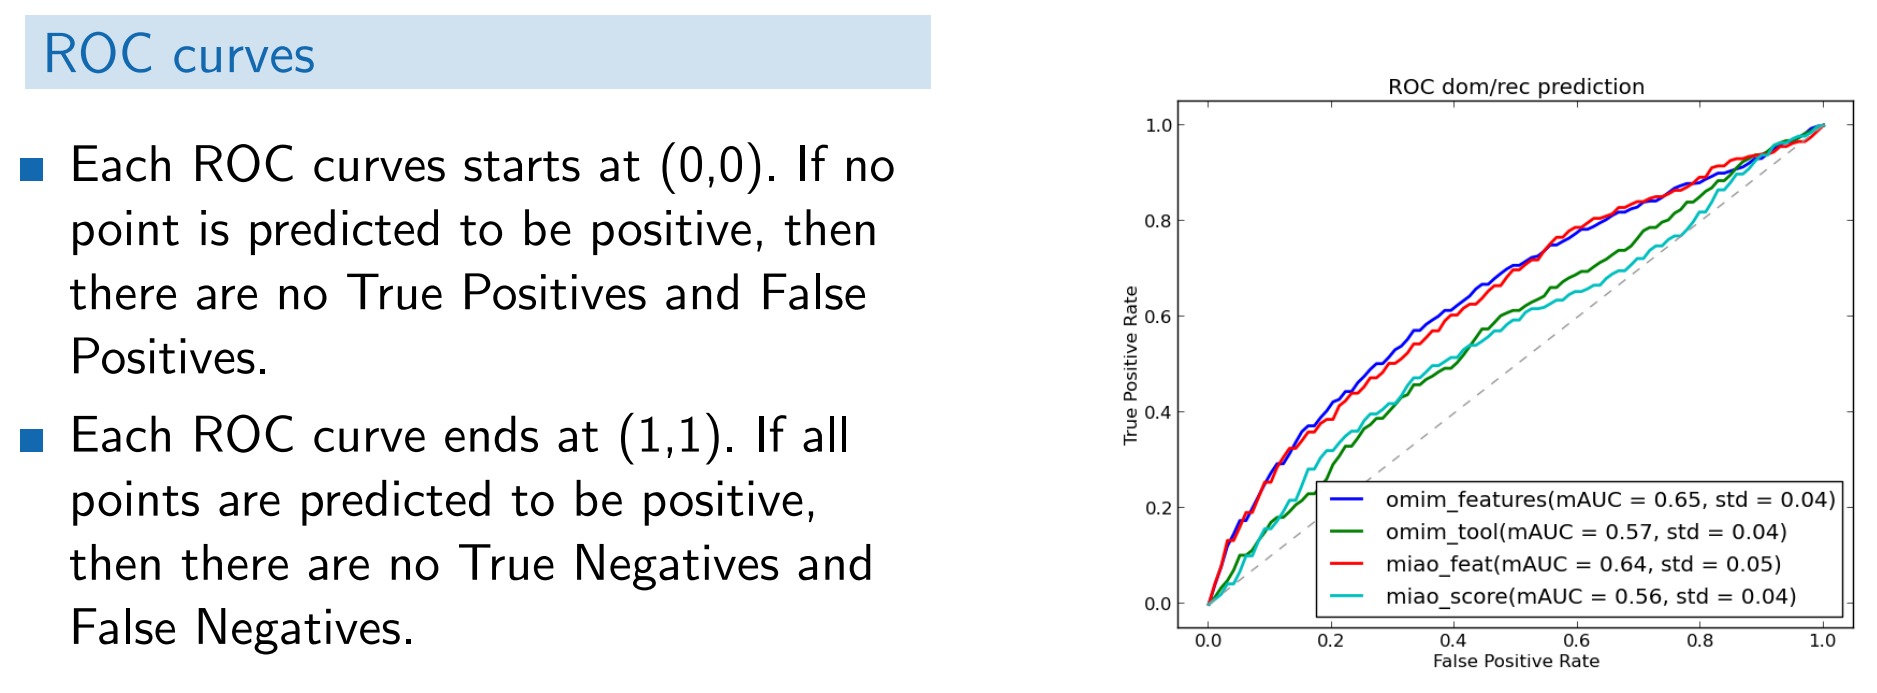 ROC curves
Each ROC curves starts at (0,0). If no
point is predicted to be positive, then
there are no True Positives and False
Positives.
Each ROC curve ends at (1,1). If all
points are predicted to be positive,
then there are no True Negatives and
False Negatives.
ROC dom/rec prediction
True Positive Rate
1.0
0.8
0.6
0.4
0.2
0.0
omim_features(mAUC = 0.65, std = 0.04)
omim_tool(mAUC = 0.57, std = 0.04)
miao_feat(mAUC = 0.64, std = 0.05)
miao_score(mAUC = 0.56, std = 0.04)
0.0 0.2 0.4 0.6 0.8 1.0
False Positive Rate